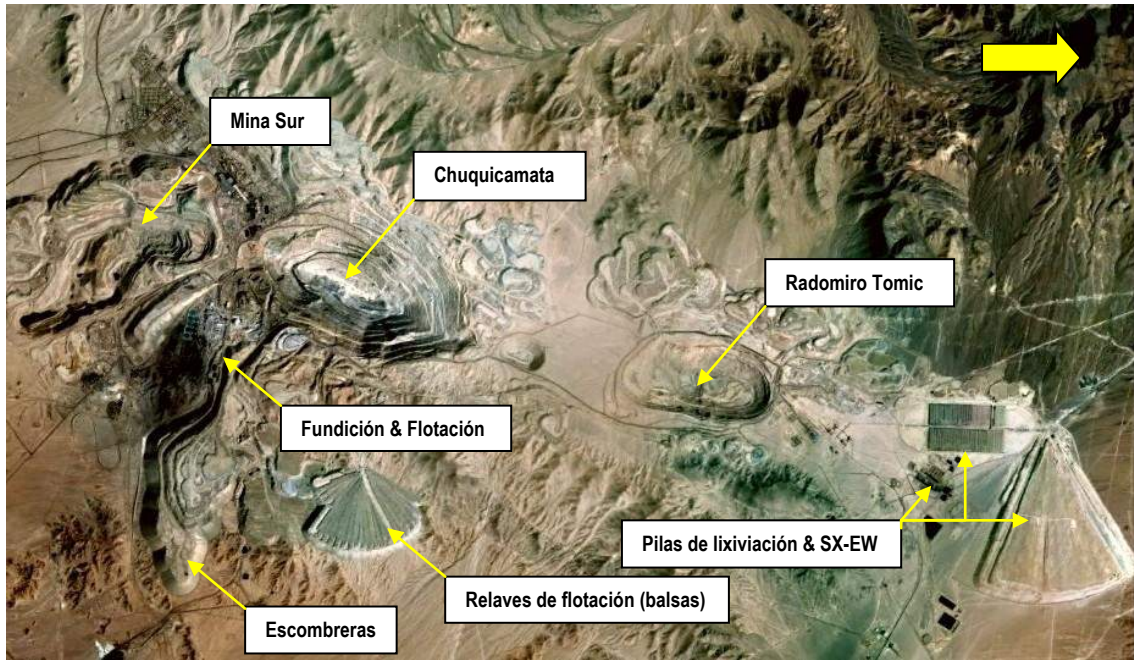 Mina Sur
Chuquicamata
Radomiro Tomic
Fundición & Flotación
Pilas de lixiviación & SX-EW
Relaves de flotación (balsas)
Escombreras